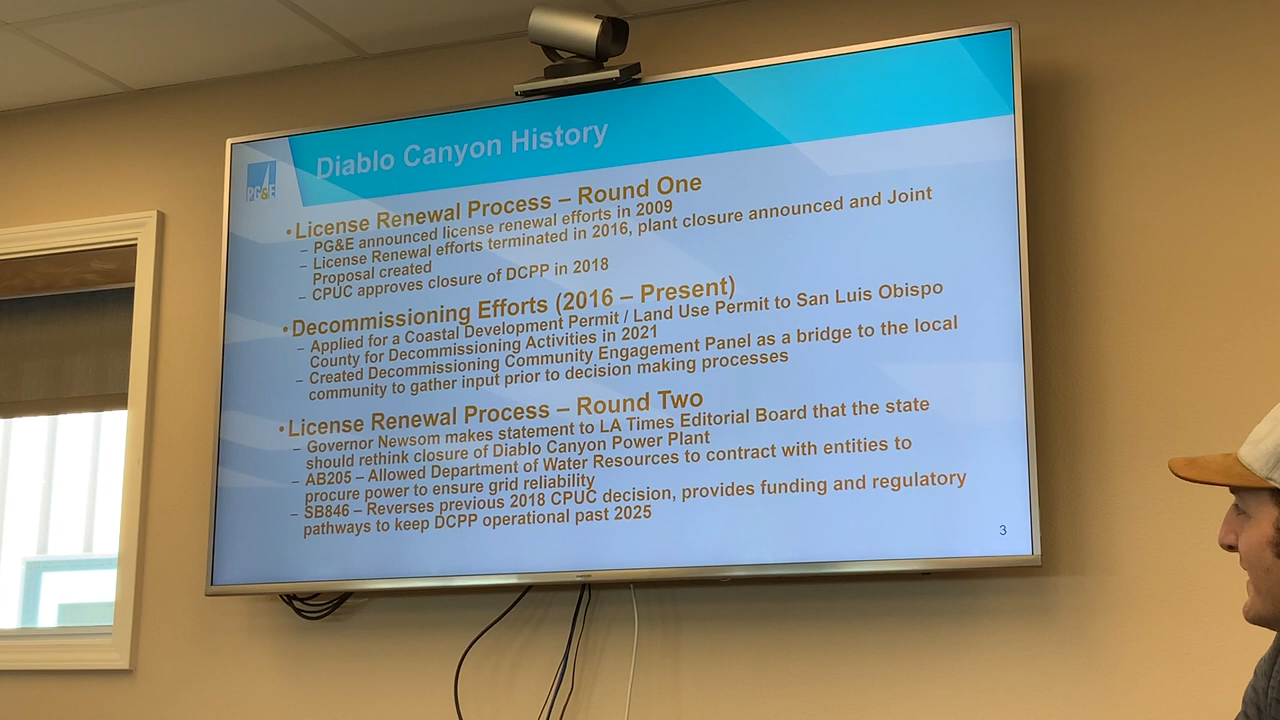 Diablo Canyon History
PG&E
•License Renewal Process – Round One
– PG&E announced license renewal efforts in 2009
– License Renewal efforts terminated in 2016, plant closure announced and Joint
Proposal created
– CPUC approves closure of DCPP in 2018
•Decommissioning Efforts (2016 – Present)
– Applied for a Coastal Development Permit / Land Use Permit to San Luis Obispo
County for Decommissioning Activities in 2021
– Created Decommissioning Community Engagement Panel as a bridge to the local
community to gather input prior to decision making processes
•License Renewal Process – Round Two
– Governor Newsom makes statement to LA Times Editorial Board that the state
should rethink closure of Diablo Canyon Power Plant
– AB205 – Allowed Department of Water Resources to contract with entities to
procure power to ensure grid reliability
– SB846 – Reverses previous 2018 CPUC decision, provides funding and regulatory
pathways to keep DCPP operational past 2025
3